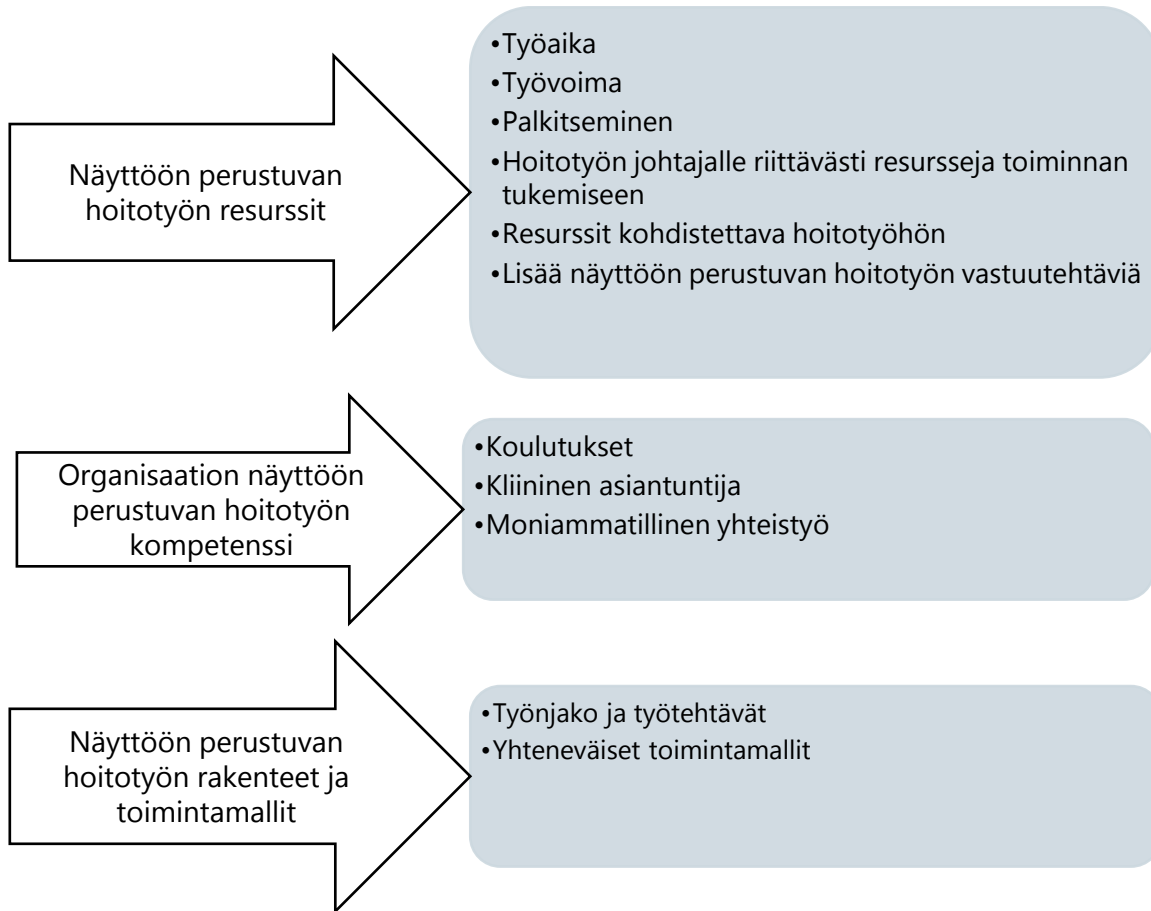 Näyttöön perustuvan
hoitotyön resurssit
•Työaika
•Työvoima
•Palkitseminen
•Hoitotyön johtajalle riittävästi resursseja toiminnan
tukemiseen
•Resurssit kohdistettava hoitotyöhön
•Lisää näyttöön perustuvan hoitotyön vastuutehtäviä
Organisaation näyttöön
perustuvan hoitotyön
kompetenssi
•Koulutukset
•Kliininen asiantuntija
•Moniammatillinen yhteistyö
Näyttöön perustuvan
hoitotyön rakenteet ja
toimintamallit
•Työnjako ja työtehtävät
•Yhteneväiset toimintamallit